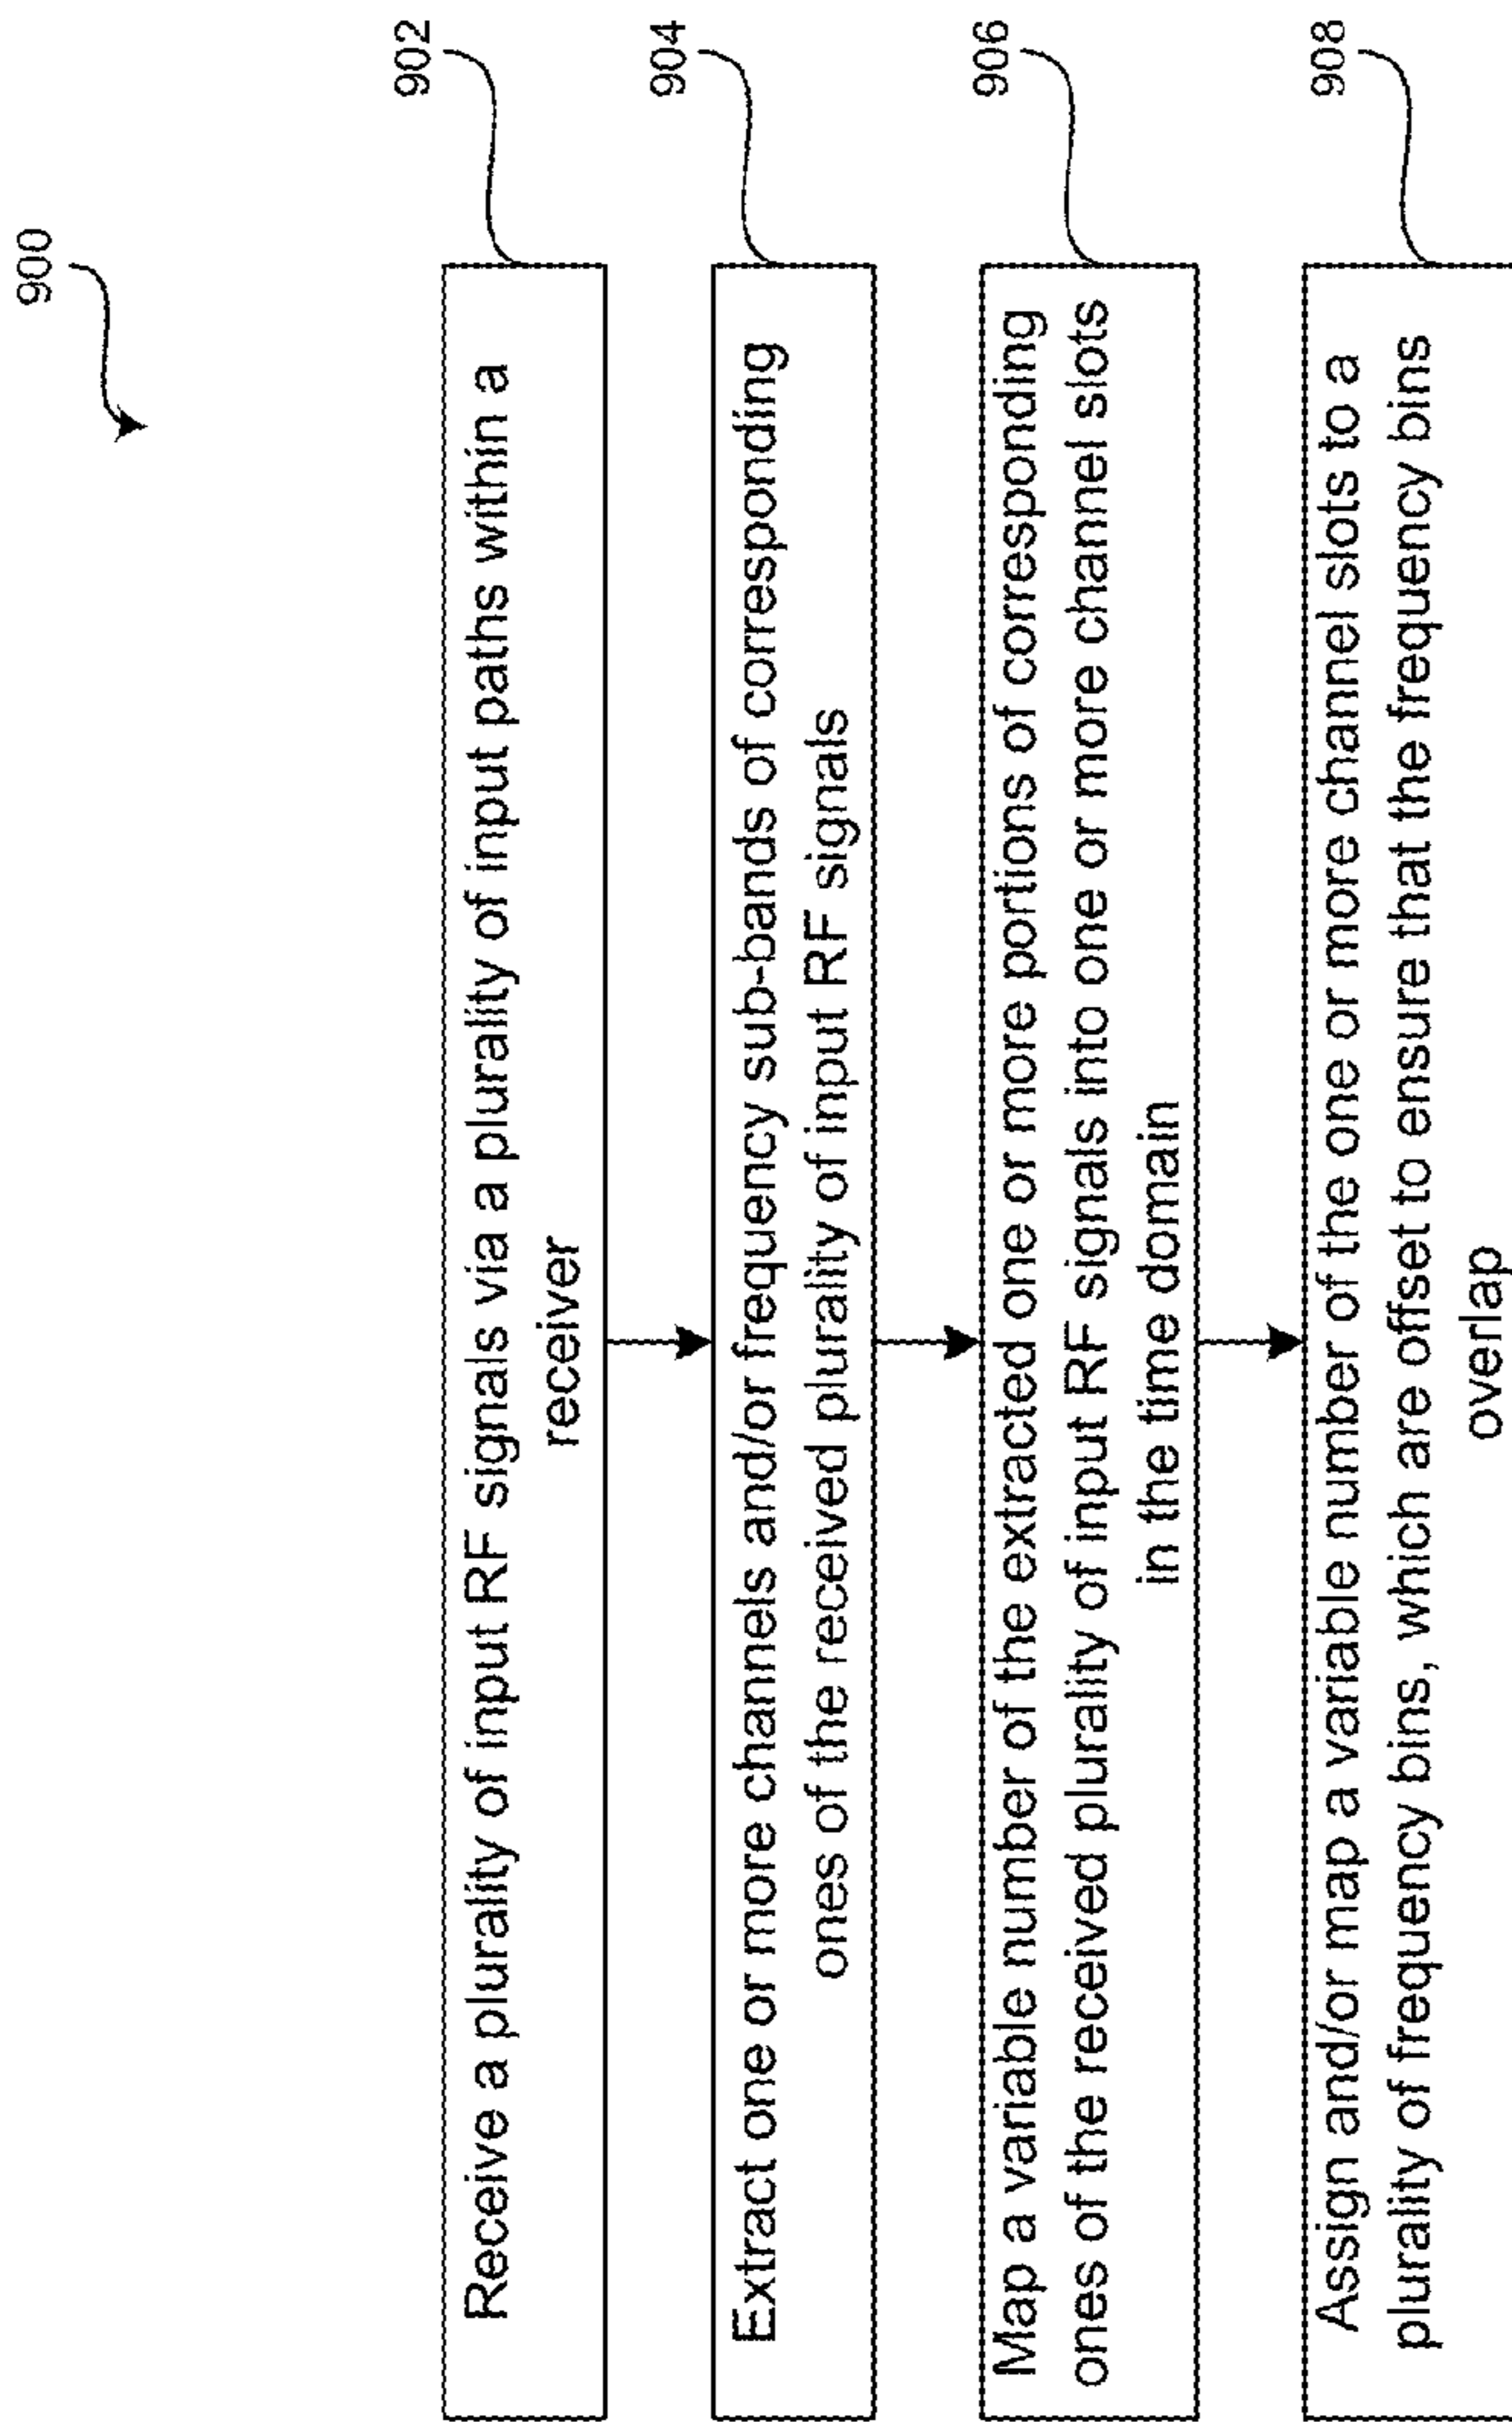 900
902
Receive a plurality of input RF signals via a plurality of input paths within a
receiver
904
Extract one or more channels and/or frequency sub-bands of corresponding
ones of the received plurality of input RF signals
906
Map a variable number of the extracted one or more portions of corresponding
ones of the received plurality of input RF signals into one or more channel slots
in the time domain
908
Assign and/or map a variable number of the one or more channel slots to a
plurality of frequency bins, which are offset to ensure that the frequency bins
overlap